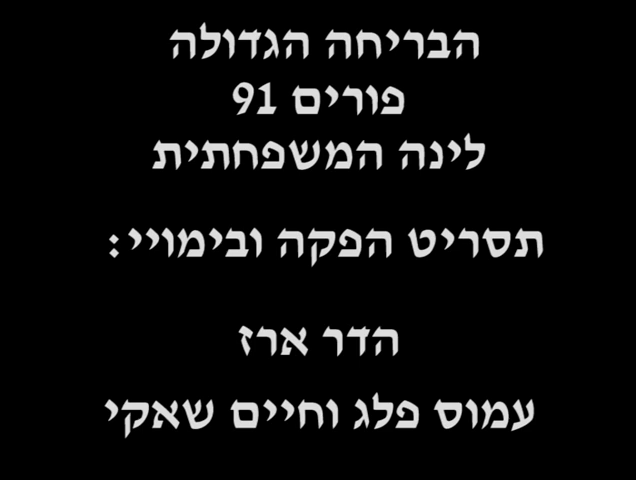 הבריחה הגדולה
פורים 91
לינה המשפחתית
תסריט הפקה ובימויי:
הדר ארז
עמוס פלג וחיים שאקי